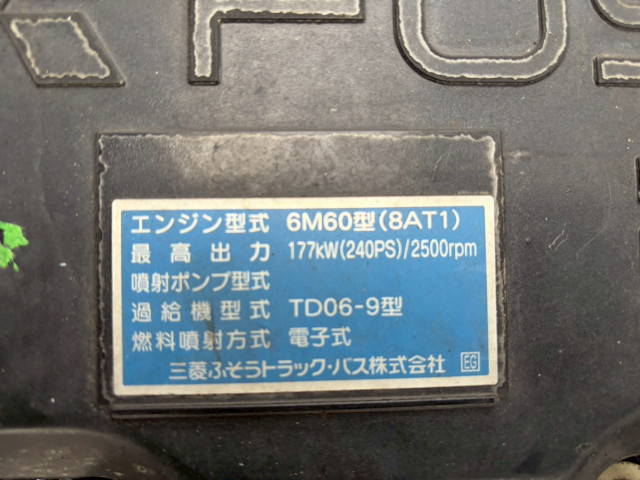 FUS
エンジン型式 6M60型(8AT1)
最高出力 177kW(240PS)/2500rpm
噴射ポンプ型式
過給機型式 TD06-9型
燃料噴射方式 電子式
三菱ふそうトラック・バス株式会社 EG